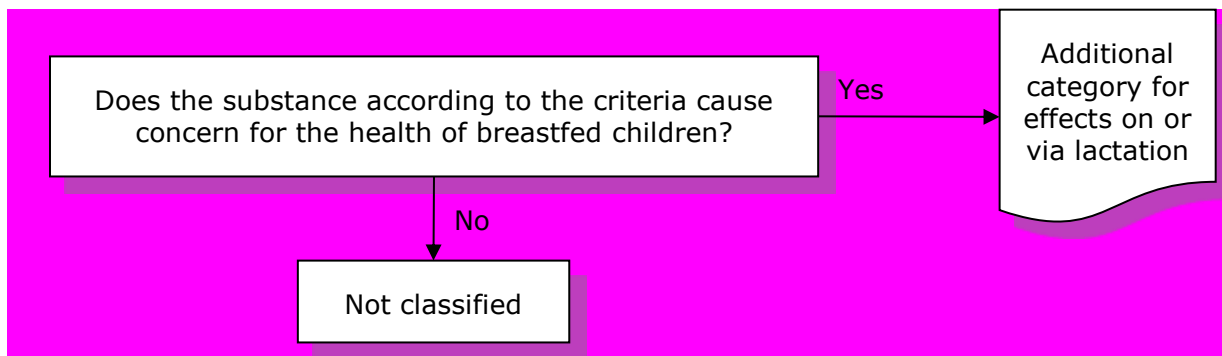 Does the substance according to the criteria cause
concern for the health of breastfed children?
Yes
Additional
category for
effects on or
via lactation
No
Not classified